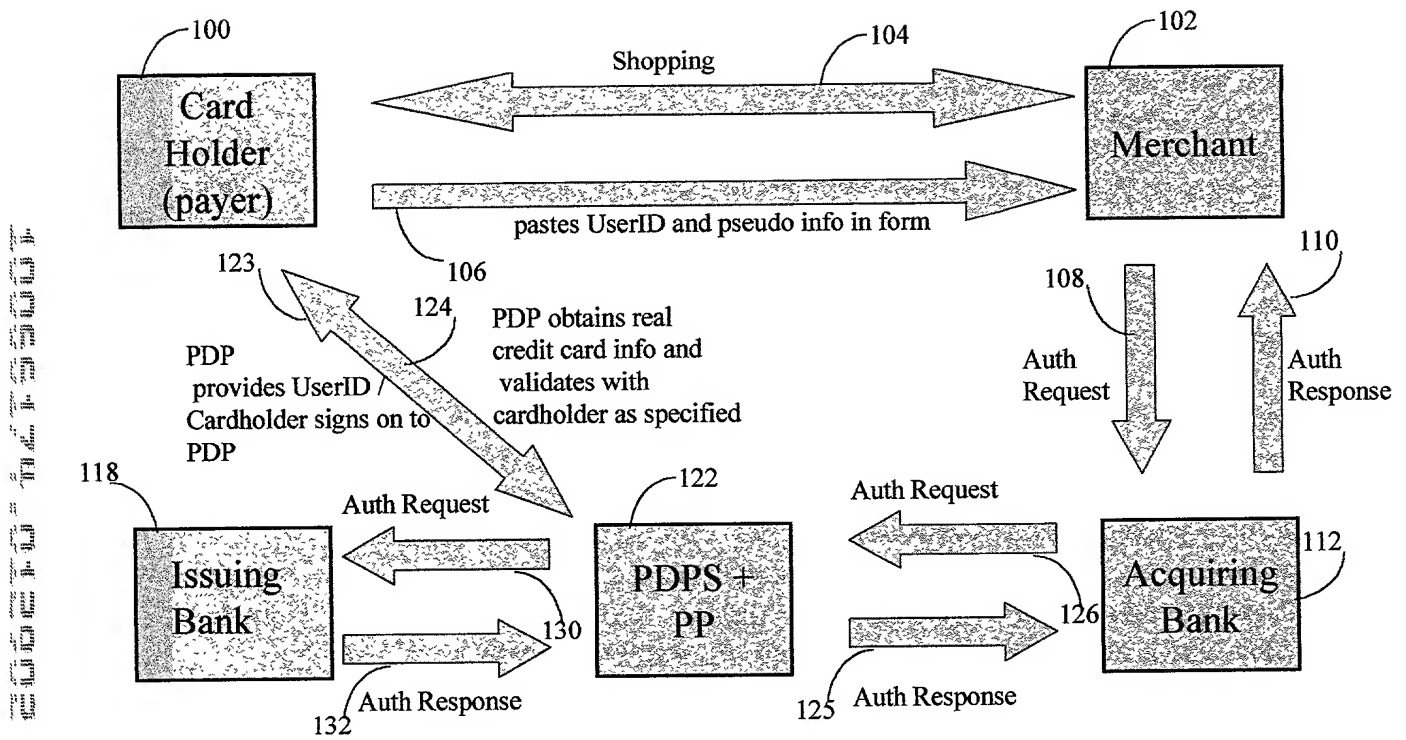 100
104
102
Shopping
Card
Holder
(payer)
Merchant
pastes UserID and pseudo info in form
123
106
124
108
110
PDP obtains real
credit card info and
validates with
cardholder as specified
PDP
provides UserID /
Cardholder signs on to
PDP
Auth
Request
Auth
Response
118
122
Auth Request
Auth Request
112
Issuing
Bank
PDPS +
PP
Acquiring
Bank
130
126
Auth Response
Auth Response
132
125